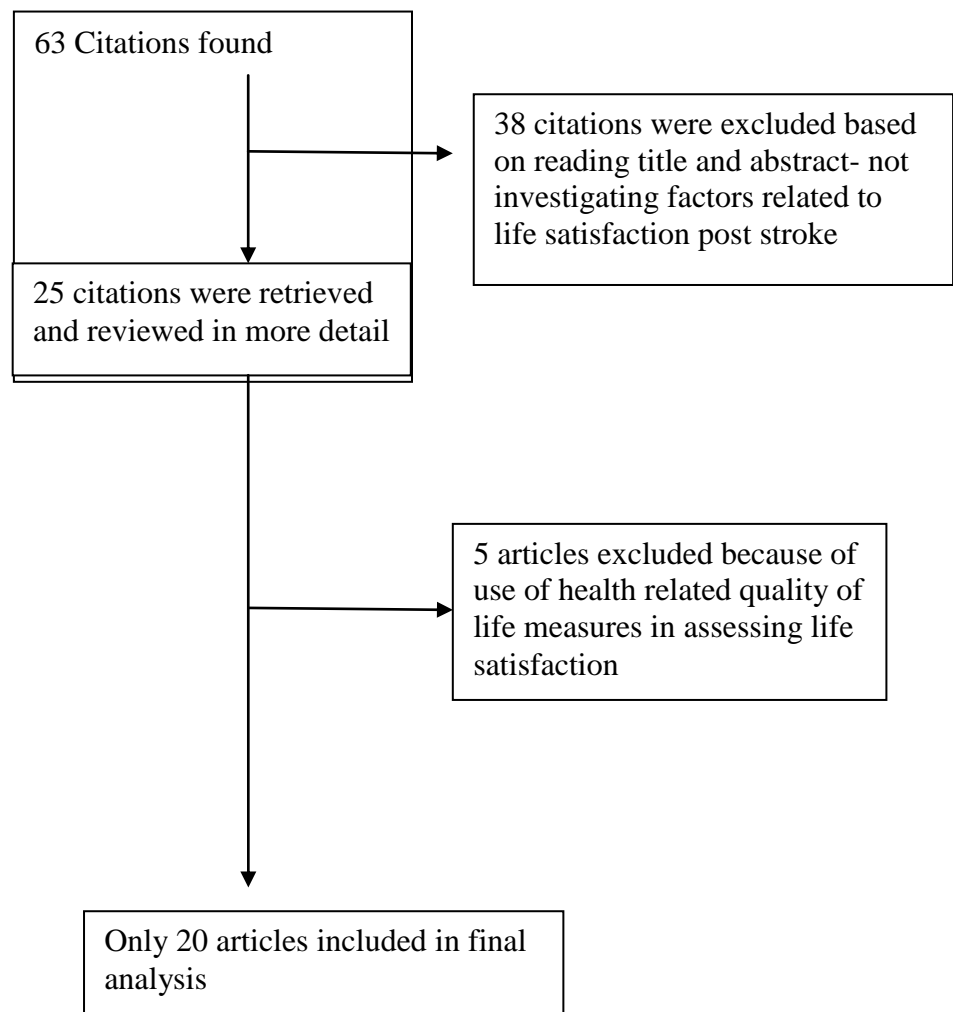 63 Citations found
38 citations were excluded based
on reading title and abstract- not
investigating factors related to
life satisfaction post stroke
25 citations were retrieved
and reviewed in more detail
5 articles excluded because of
use of health related quality of
life measures in assessing life
satisfaction
Only 20 articles included in final
analysis